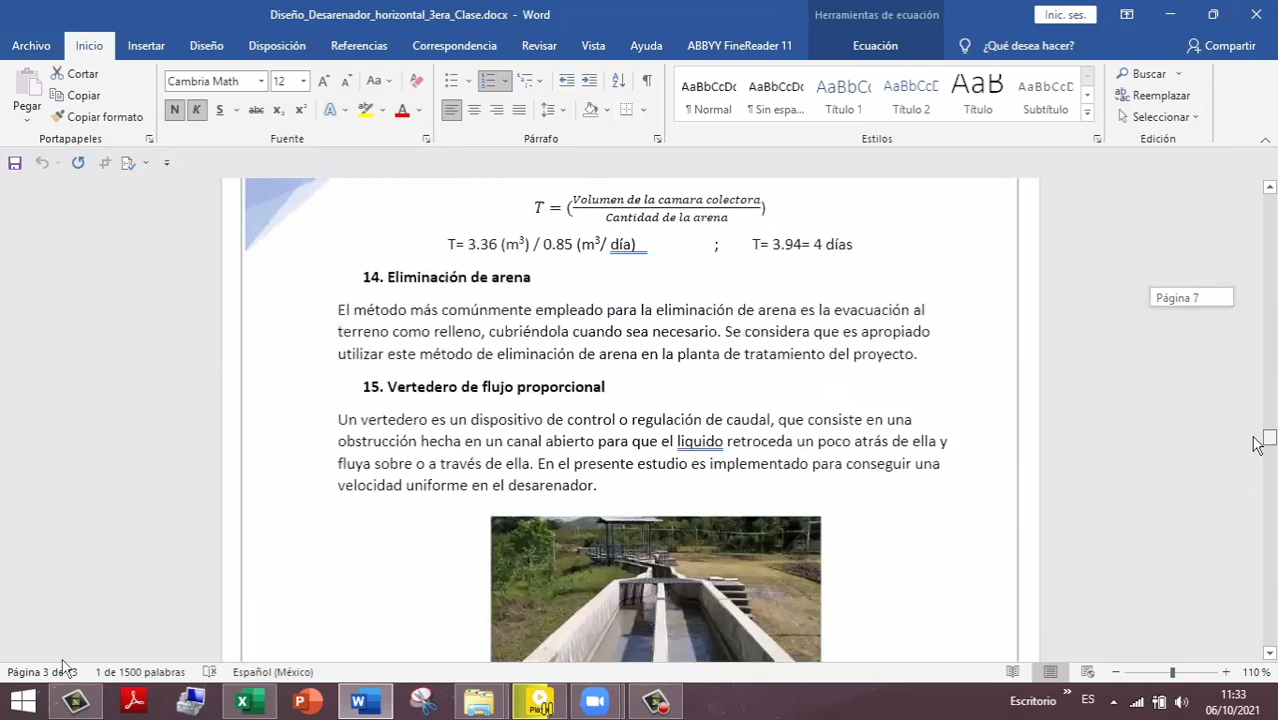 Diseño_Desarenador_horizontal_3era_Clase.docx - Word
Herramientas de ecuación
Inic. ses.
Archivo Inicio Insertar Diseño Disposición Referencias Correspondencia Revisar Vista Ayuda ABBYY FineReader 11 Ecuación ¿Qué desea hacer? Compartir
Pegar
Cortar
Copiar
Copiar formato
Portapapeles
Cambria Math 12
N K S abc x₂ x²
Fuente
Párrafo
AaBbCcDc AaBbCcDc AaBbCc AaBbCcC AaB AaBbCcD
¶ Normal ¶ Sin espa... Título 1 Título 2 Título Subtítulo
Estilos
Buscar
Reemplazar
Seleccionar
Edición
T = (Volumen de la camara colectora / Cantidad de la arena)
T= 3.36 (m³) / 0.85 (m³/ día) ; T= 3.94= 4 días
14. Eliminación de arena
Página 7
El método más comúnmente empleado para la eliminación de arena es la evacuación al
terreno como relleno, cubriéndola cuando sea necesario. Se considera que es apropiado
utilizar este método de eliminación de arena en la planta de tratamiento del proyecto.
15. Vertedero de flujo proporcional
Un vertedero es un dispositivo de control o regulación de caudal, que consiste en una
obstrucción hecha en un canal abierto para que el liquido retroceda un poco atrás de ella y
fluya sobre o a través de ella. En el presente estudio es implementado para conseguir una
velocidad uniforme en el desarenador.
Página 3 de 13 1 de 1500 palabras Español (México) 110 %
Escritorio ES 11:33
06/10/2021